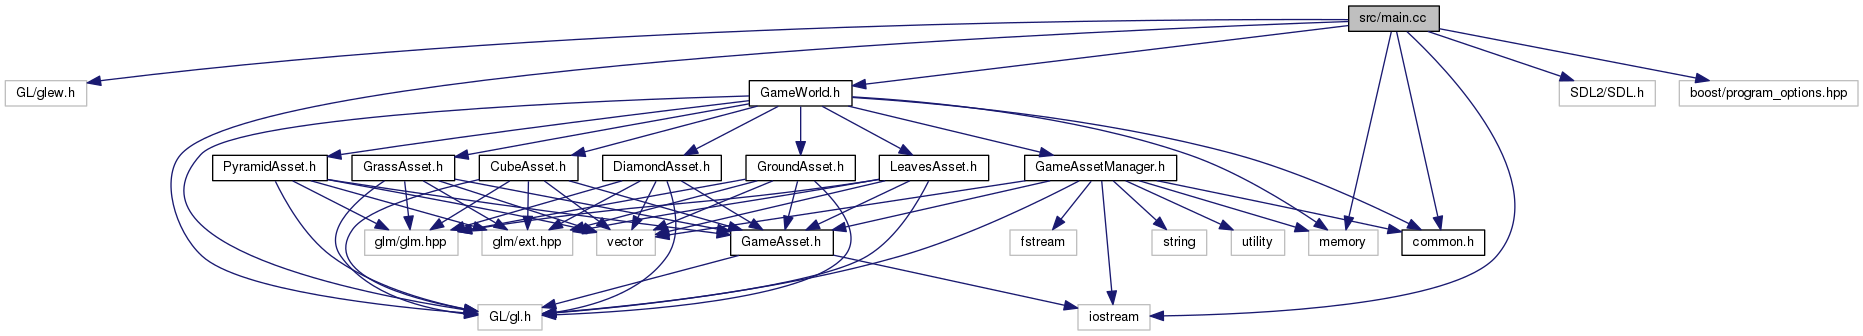 src/main.cc
GL/glew.h
GameWorld.h
SDL2/SDL.h
boost/program_options.hpp
PyramidAsset.h
GrassAsset.h
CubeAsset.h
DiamondAsset.h
GroundAsset.h
LeavesAsset.h
GameAssetManager.h
glm/glm.hpp
glm/ext.hpp
vector
GameAsset.h
fstream
string
utility
memory
common.h
GL/gl.h
iostream